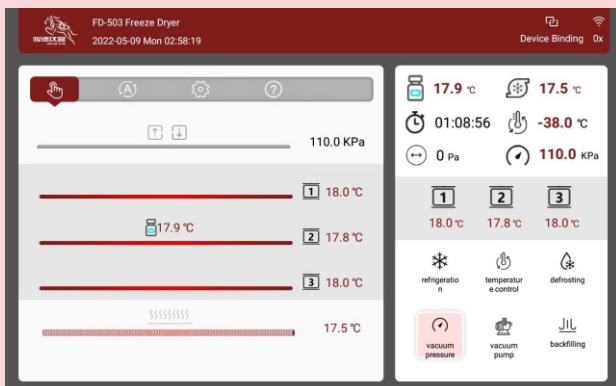 FD-503 Freeze Dryer
2022-05-09 Mon 02:58:19
Device Binding 0x
110.0 KPa
1 18.0 ℃
17.9 ℃
2 17.8 ℃
3 18.0 ℃
17.5 ℃
17.9 ℃
17.5 ℃
01:08:56
-38.0 ℃
0 Pa
110.0 KPa
1 2 3
18.0 ℃ 17.8 ℃ 18.0 ℃
refrigeratio
n
temperatur
e control
defrosting
vacuum
pressure
vacuum
pump
backfilling